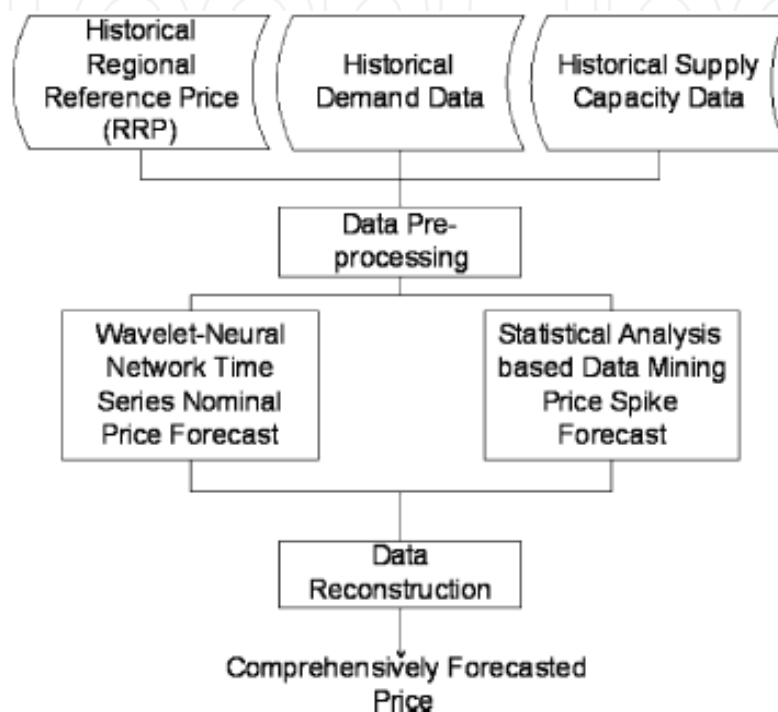 Historical
Regional
Reference Price
(RRP)
Historical
Demand Data
Historical Supply
Capacity Data
Data Pre-
processing
Wavelet-Neural
Network Time
Series Nominal
Price Forecast
Statistical Analysis
based Data Mining
Price Spike
Forecast
Data
Reconstruction
Comprehensively Forecasted
Price